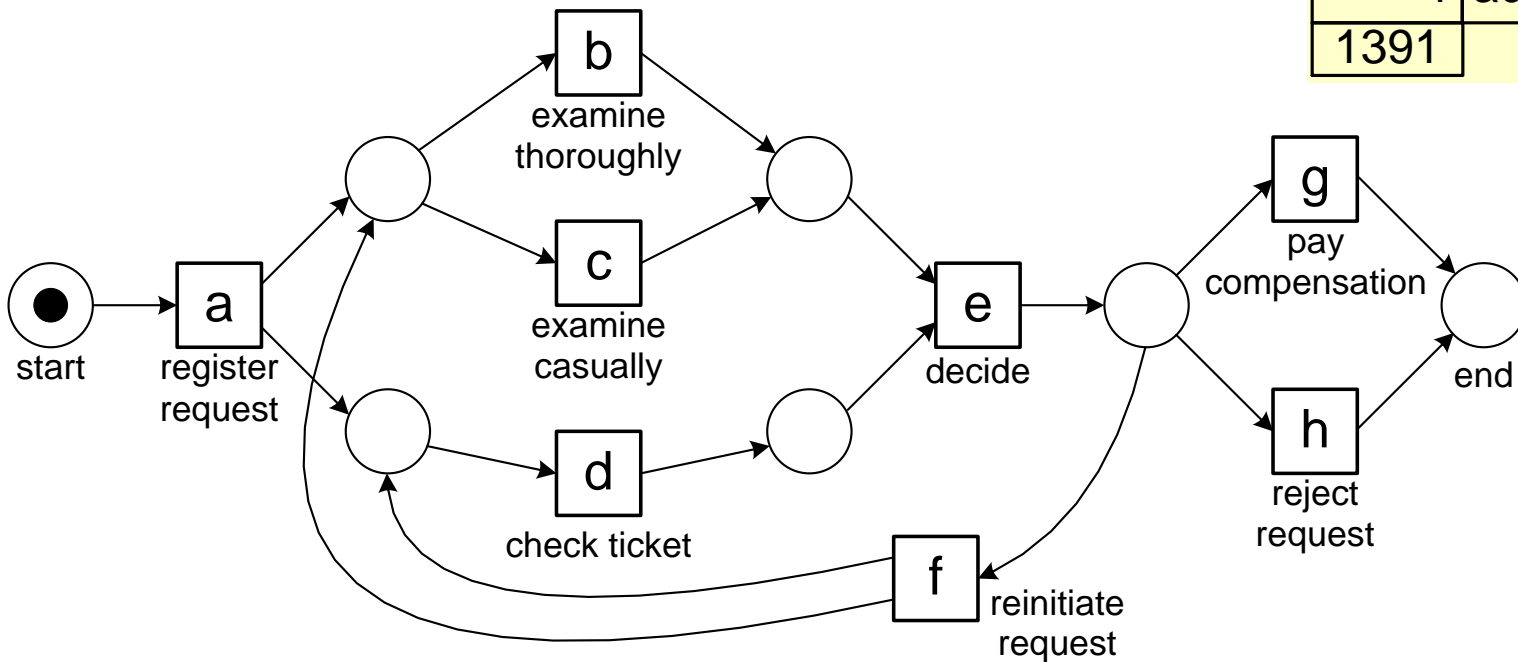 1391
b
examine
thoroughly
g
pay
compensation
c
examine
casually
start
a
register
request
e
decide
end
d
check ticket
h
reject
request
f
reinitiate
request